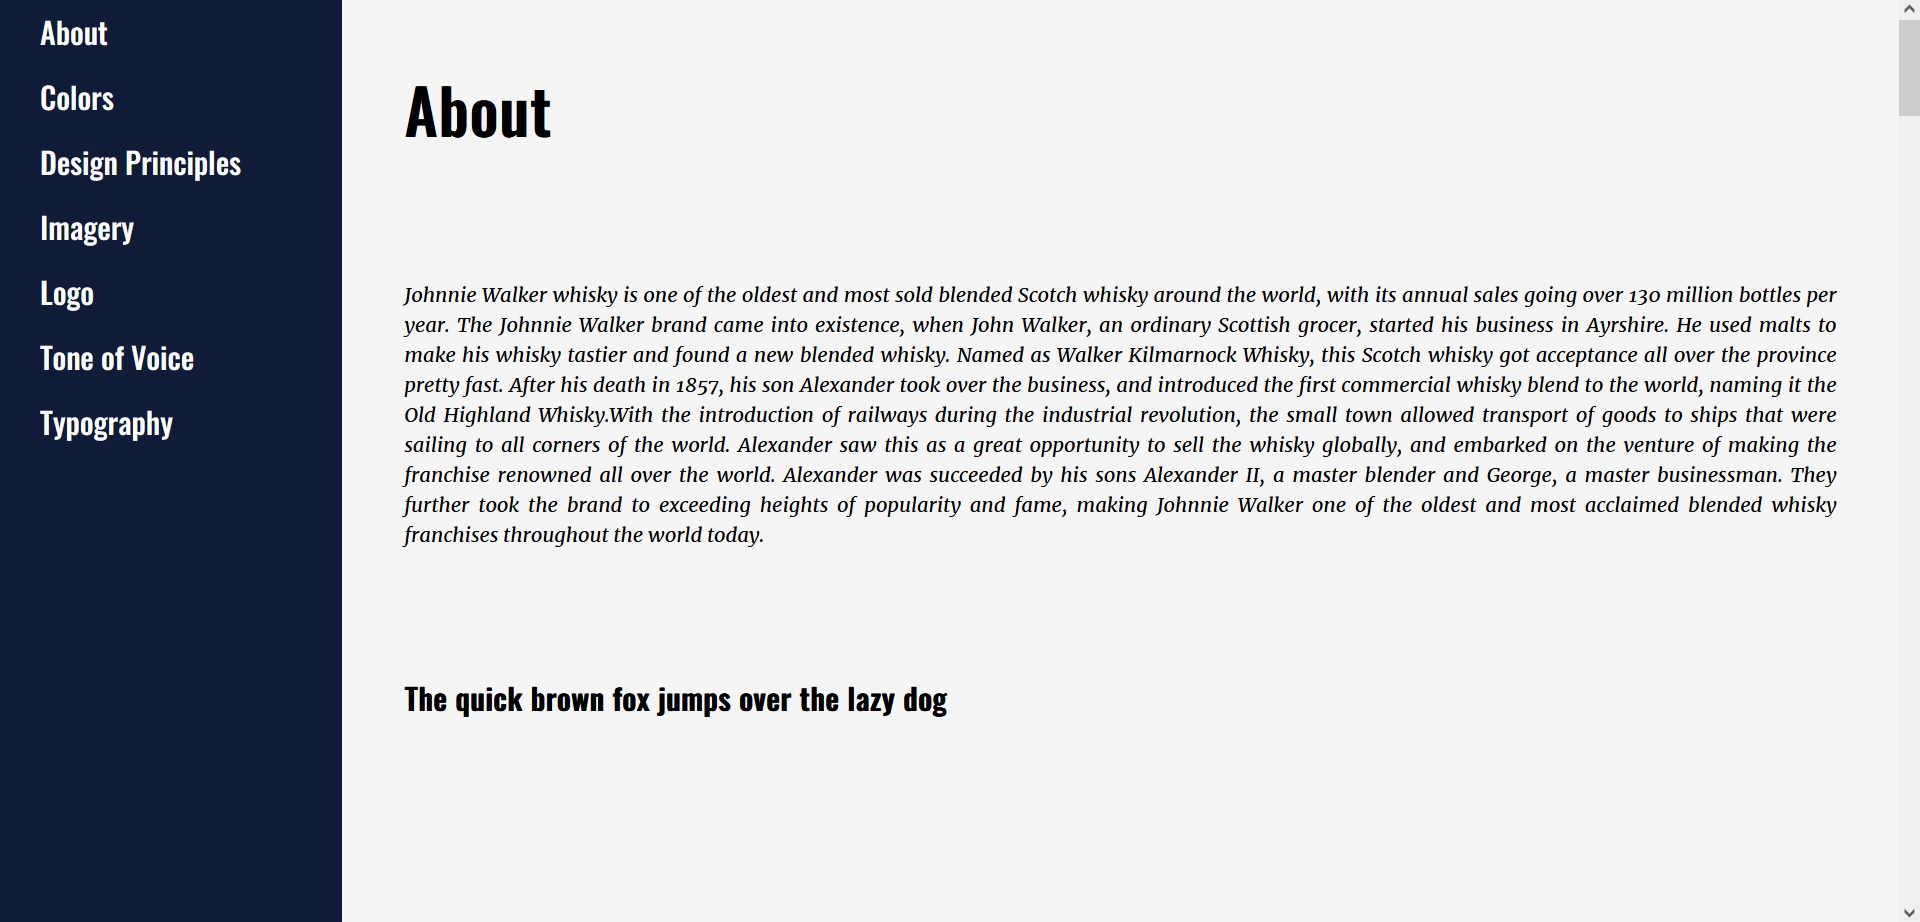 About
Colors
Design Principles
Imagery
Logo
Tone of Voice
Typography
About
Johnnie Walker whisky is one of the oldest and most sold blended Scotch whisky around the world, with its annual sales going over 130 million bottles per
year. The Johnnie Walker brand came into existence, when John Walker, an ordinary Scottish grocer, started his business in Ayrshire. He used malts to
make his whisky tastier and found a new blended whisky. Named as Walker Kilmarnock Whisky, this Scotch whisky got acceptance all over the province
pretty fast. After his death in 1857, his son Alexander took over the business, and introduced the first commercial whisky blend to the world, naming it the
Old Highland Whisky.With the introduction of railways during the industrial revolution, the small town allowed transport of goods to ships that were
sailing to all corners of the world. Alexander saw this as a great opportunity to sell the whisky globally, and embarked on the venture of making the
franchise renowned all over the world. Alexander was succeeded by his sons Alexander II, a master blender and George, a master businessman. They
further took the brand to exceeding heights of popularity and fame, making Johnnie Walker one of the oldest and most acclaimed blended whisky
franchises throughout the world today.
The quick brown fox jumps over the lazy dog